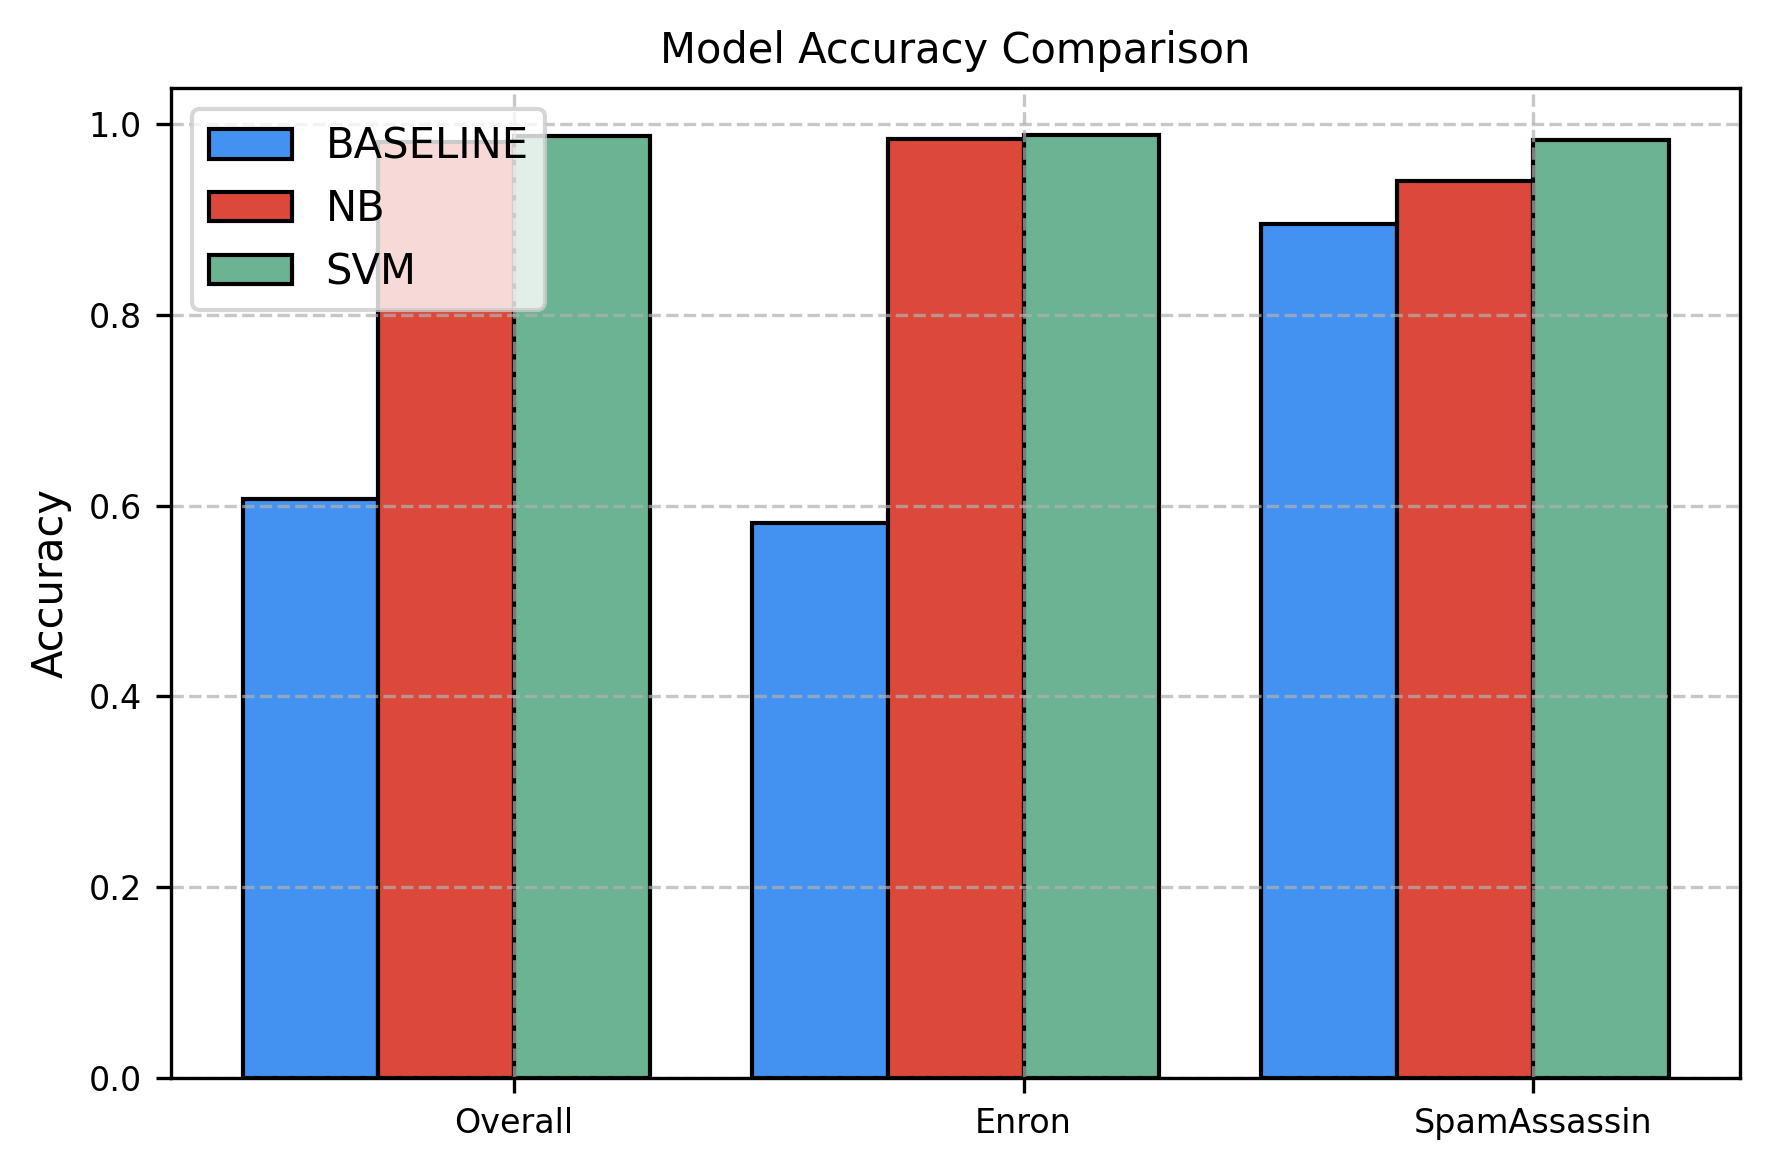 Model Accuracy Comparison
BASELINE
NB
SVM
Accuracy
1.0
0.8
0.6
0.4
0.2
0.0
Overall
Enron
SpamAssassin